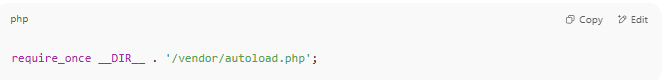 php
Copy
Edit
require_once __DIR__ . '/vendor/autoload.php';